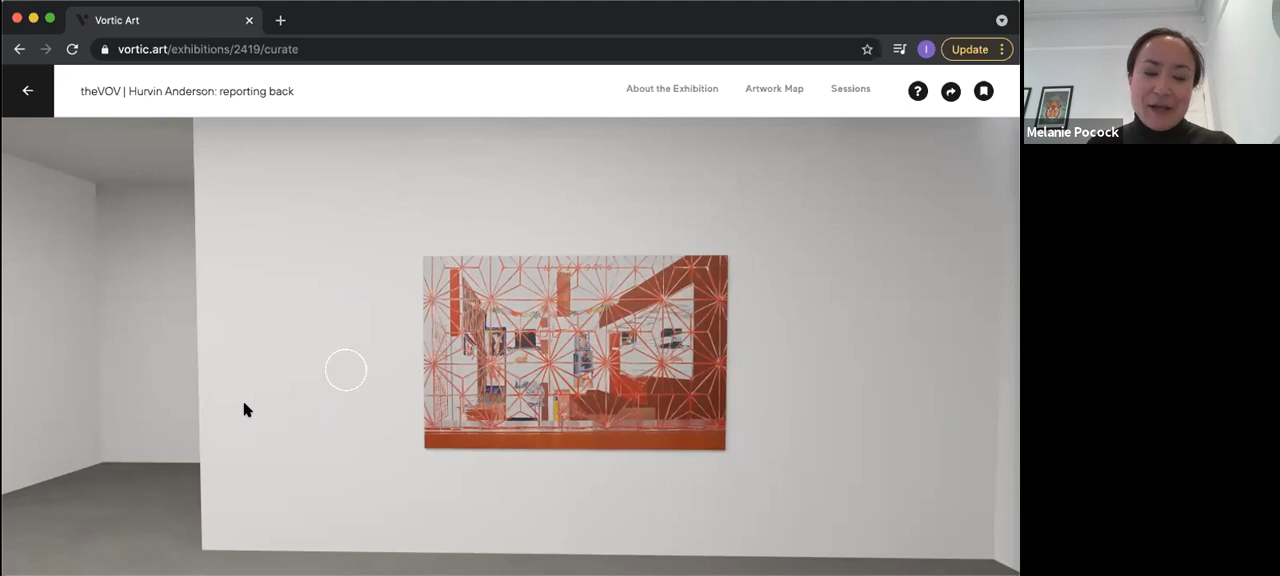 Vortic Art
vortic.art/exhibitions/2419/curate
Update
theVOV | Hurvin Anderson: reporting back
About the Exhibition
Artwork Map
Sessions
?
Melanie Pocock